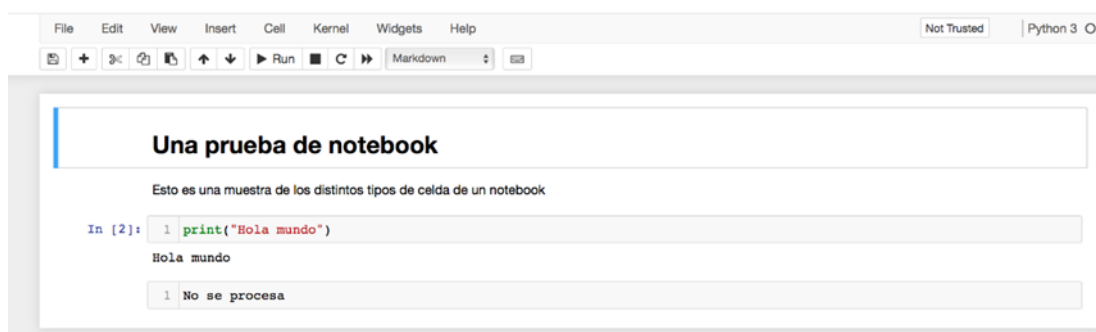 File Edit View Insert Cell Kernel Widgets Help Not Trusted Python 3
Run Markdown
Una prueba de notebook
Esto es una muestra de los distintos tipos de celda de un notebook
In [2]: 1 print("Hola mundo")
Hola mundo
1 No se procesa